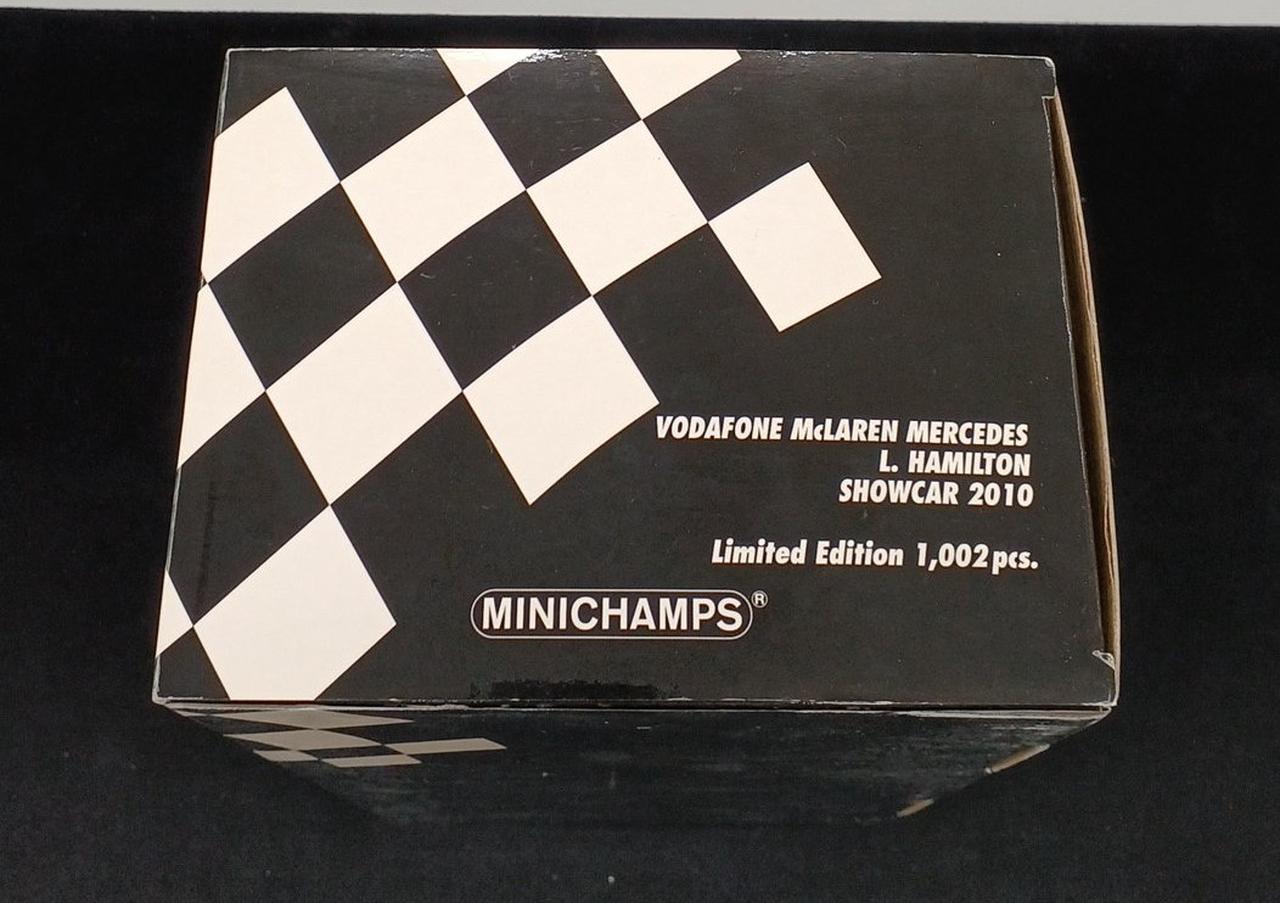 VODAFONE McLAREN MERCEDES
L. HAMILTON
SHOWCAR 2010
Limited Edition 1,002 pcs.
MINICHAMPS®